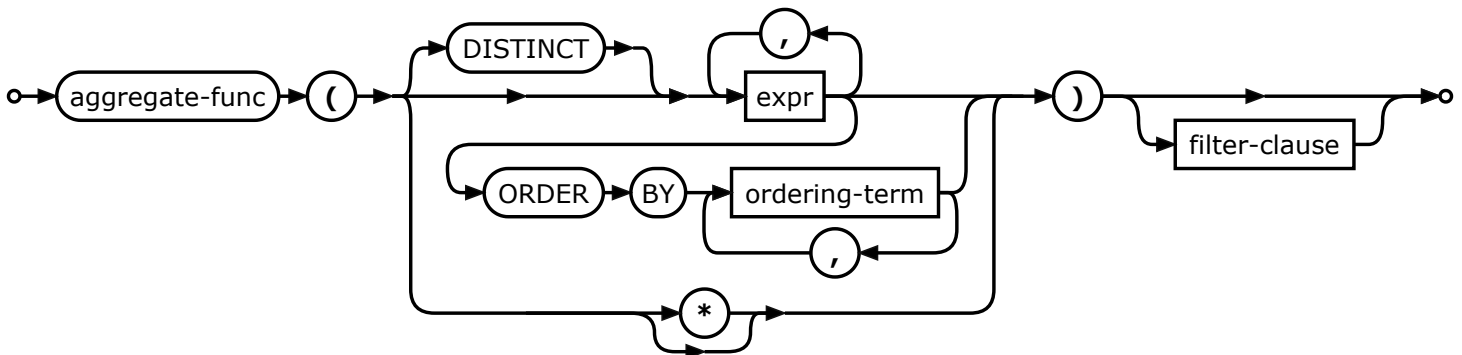 DISTINCT
,
aggregate-func
(
expr
)
filter-clause
ORDER
BY
ordering-term
,
*